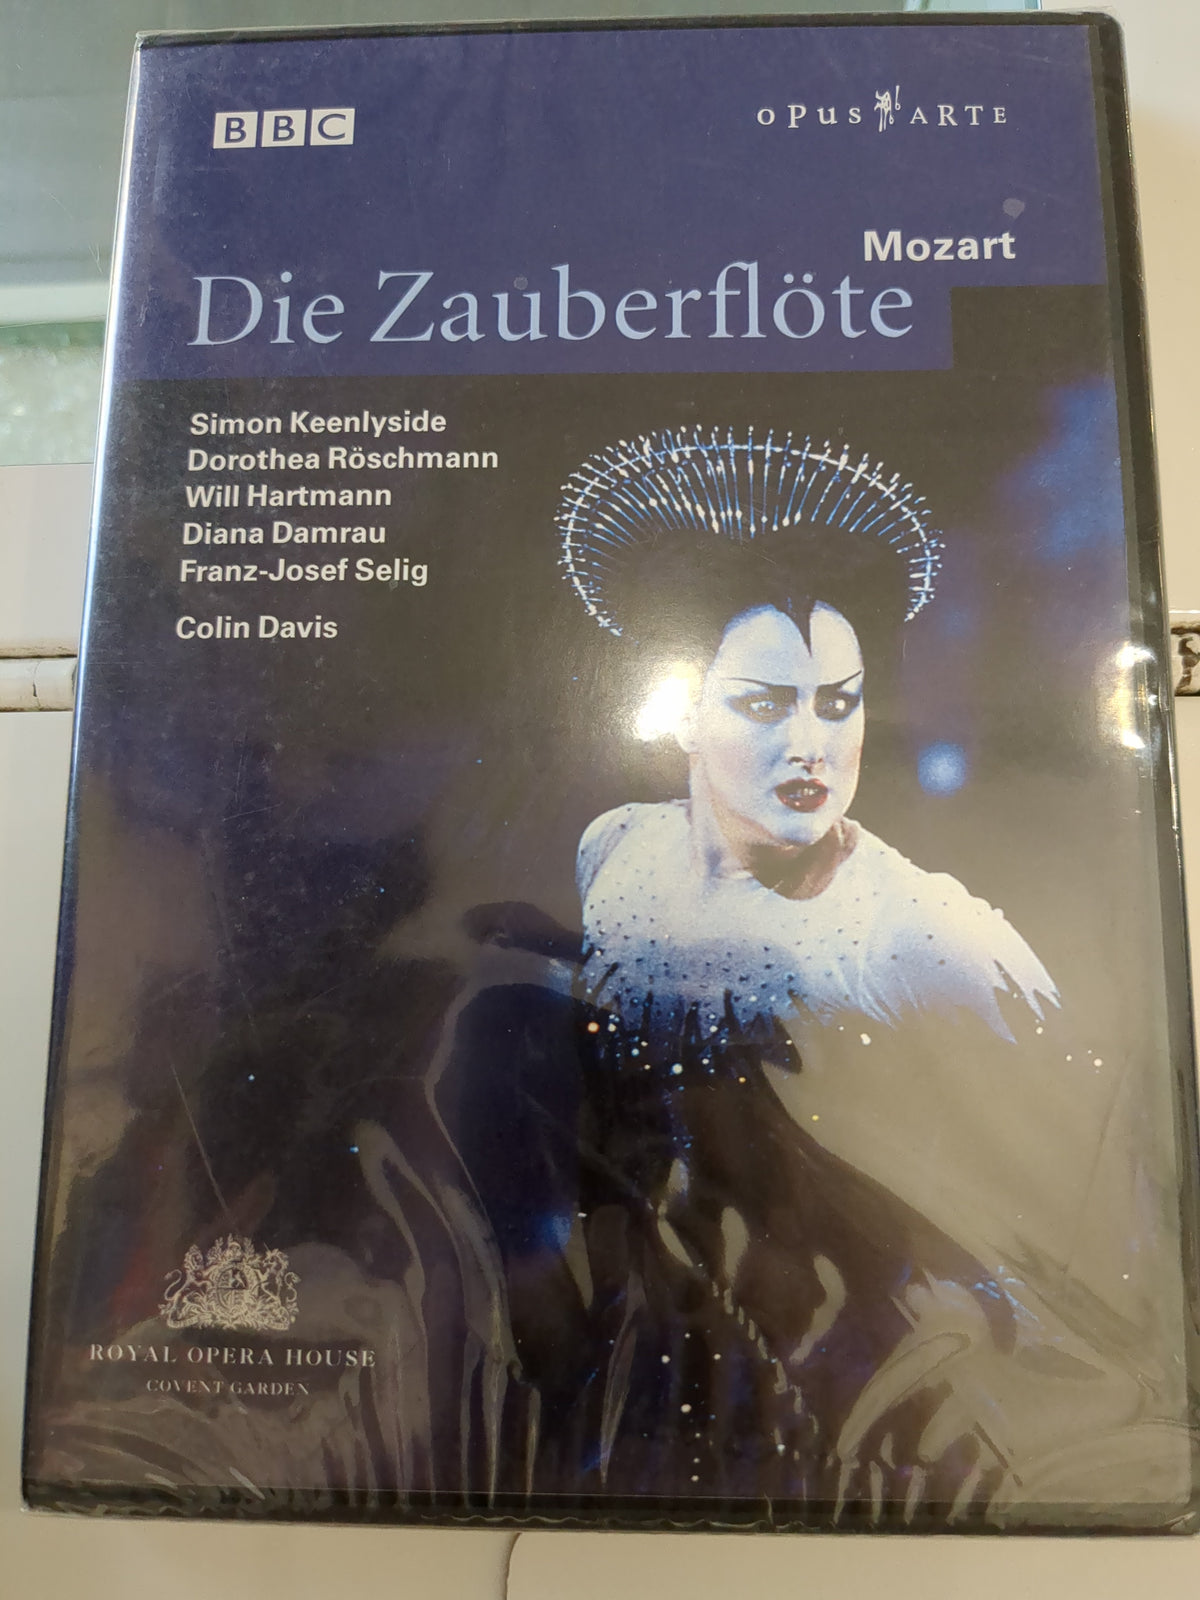 BBC
OPUS ARTE
Mozart
Die Zauberflöte
Simon Keenlyside
Dorothea Röschmann
Will Hartmann
Diana Damrau
Franz-Josef Selig
Colin Davis
ROYAL OPERA HOUSE
COVENT GARDEN